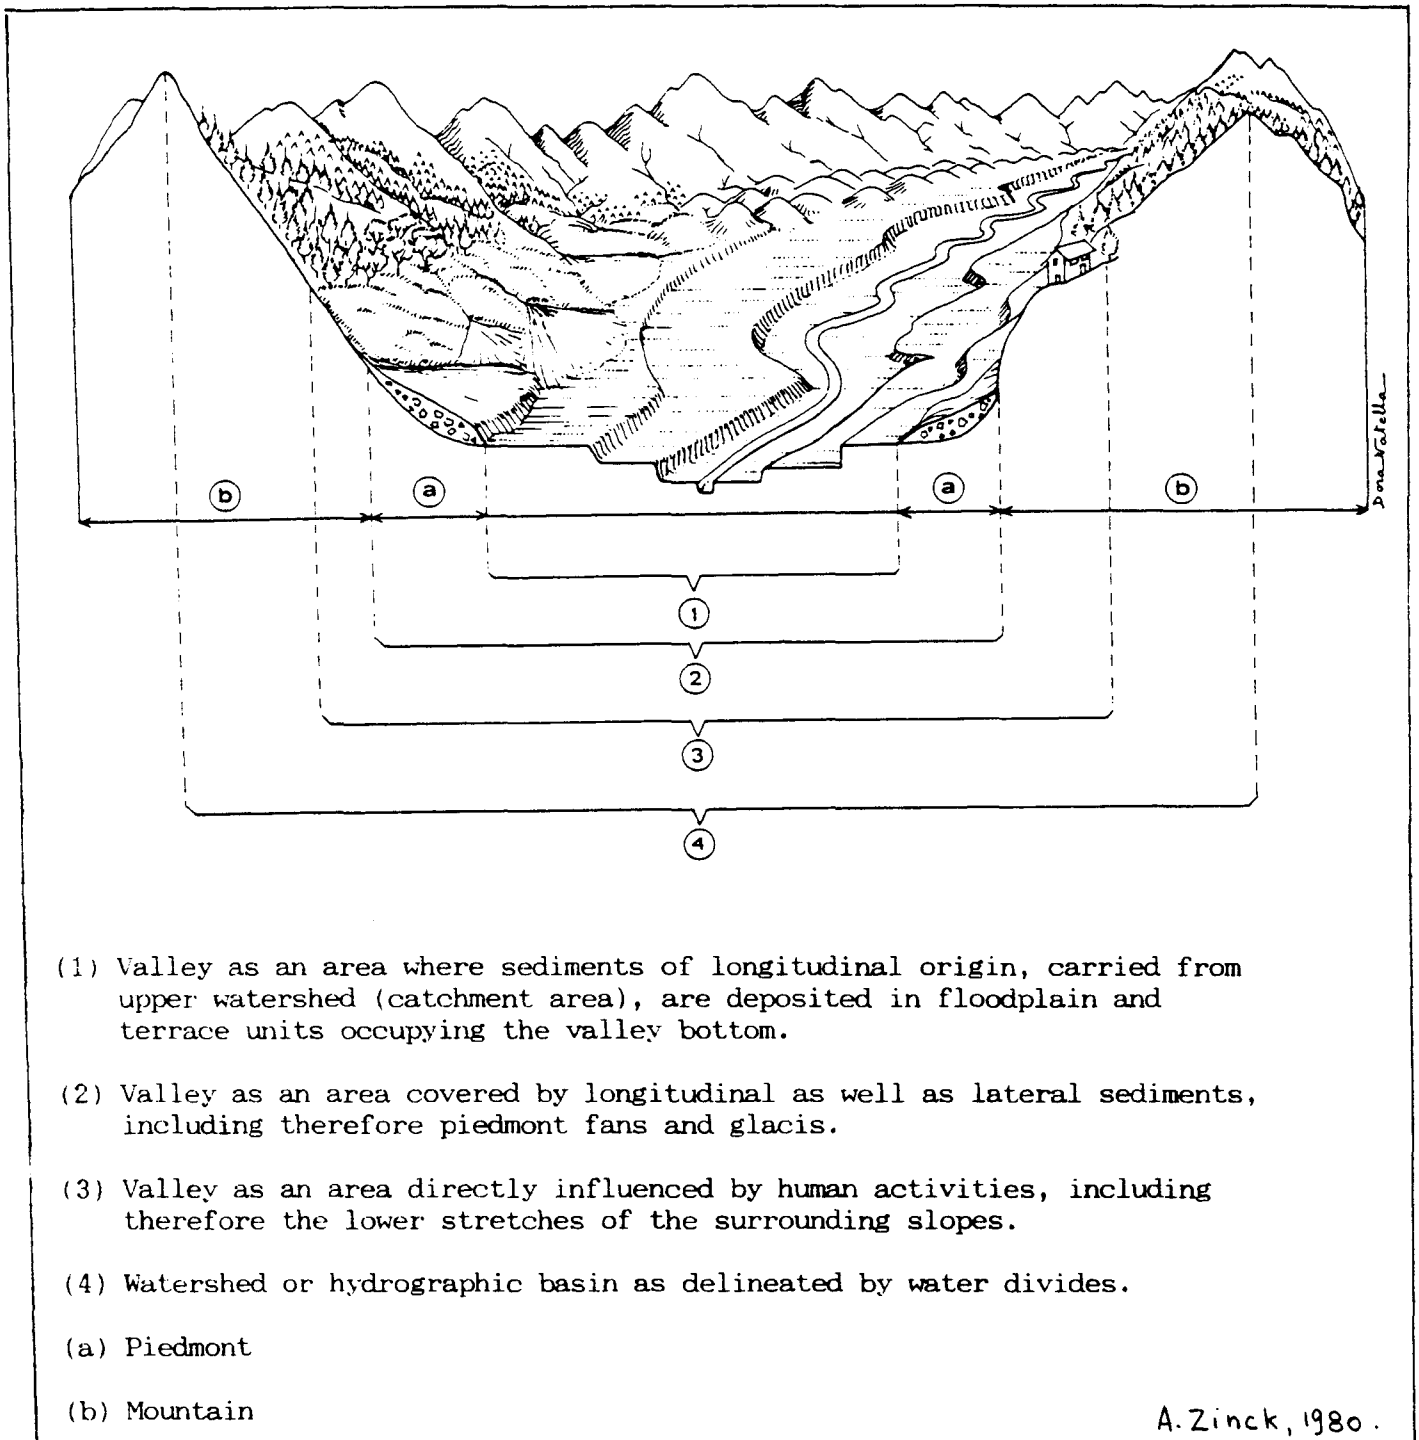 Dora Natella
b
a
a
b
1
2
3
4
(1) Valley as an area where sediments of longitudinal origin, carried from
upper watershed (catchment area), are deposited in floodplain and
terrace units occupying the valley bottom.
(2) Valley as an area covered by longitudinal as well as lateral sediments,
including therefore piedmont fans and glacis.
(3) Valley as an area directly influenced by human activities, including
therefore the lower stretches of the surrounding slopes.
(4) Watershed or hydrographic basin as delineated by water divides.
(a) Piedmont
(b) Mountain
A. Zinck, 1980.